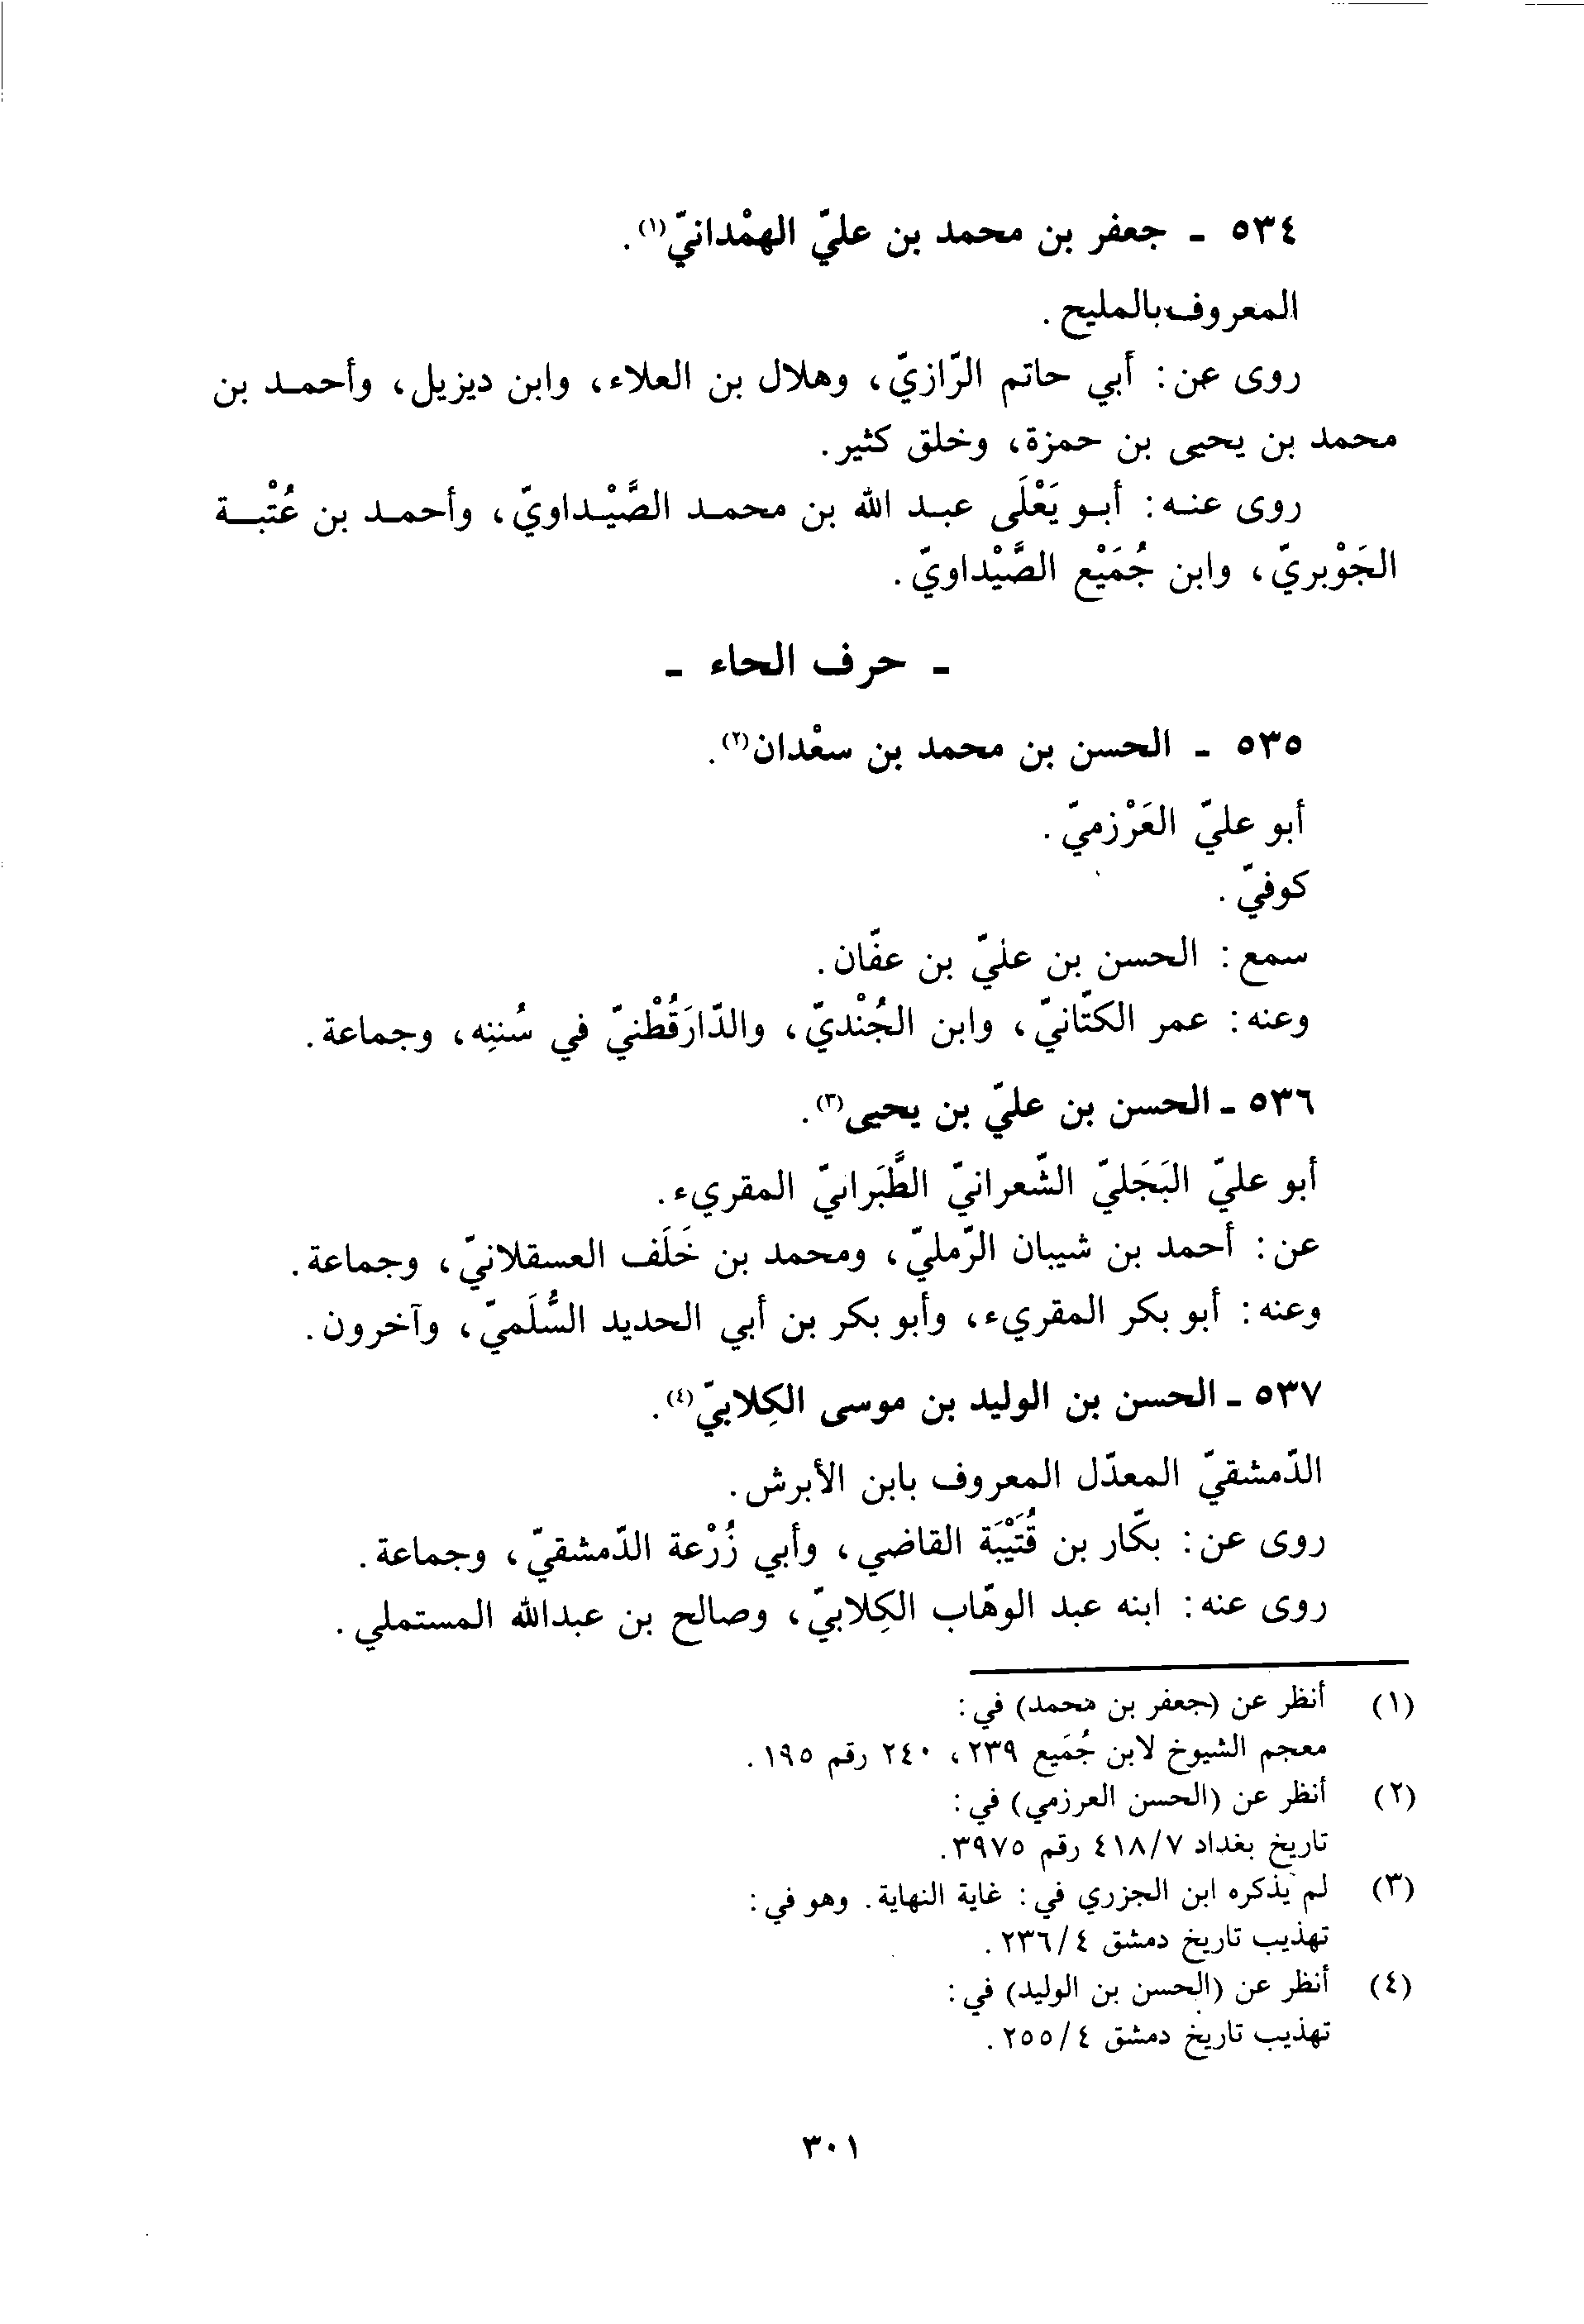 ٥٣٤ - جعفر بن محمد بن عليّ الهمْدانيّ(١).
المعروف بالمليح.
روى عن: أبي حاتم الرّازيّ، وهلال بن العلاء، وابن ديزيل، وأحمد بن
محمد بن يحيى بن حمزة، وخلق كثير.
روى عنه: أبو يَعْلَى عبد الله بن محمد الصَّيْداويّ، وأحمد بن عُتْبة
الجَوْبريّ، وابن جُمَيْع الصَّيْداويّ.
- حرف الحاء -
٥٣٥ - الحسن بن محمد بن سعْدان(٢).
أبو عليّ العَرْزميّ.
كوفيّ.
سمع: الحسن بن عليّ بن عفّان.
وعنه: عمر الكتّانيّ، وابن الجُنْديّ، والدّارَقُطْنيّ في سُننِه، وجماعة.
٥٣٦ - الحسن بن عليّ بن يحيى(٣).
أبو عليّ البَجَليّ الشّعرانيّ الطَّبَرانيّ المقريء.
عن: أحمد بن شيبان الرّمليّ، ومحمد بن خَلَف العسقلانيّ، وجماعة.
وعنه: أبو بكر المقريء، وأبو بكر بن أبي الحديد السُّلَميّ، وآخرون.
٥٣٧ - الحسن بن الوليد بن موسى الكِلابيّ(٤).
الدّمشقيّ المعدّل المعروف بابن الأبرش.
روى عن: بكّار بن قُتَيْبَة القاضي، وأبي زُرْعة الدّمشقيّ، وجماعة.
روى عنه: ابنه عبد الوهّاب الكِلابيّ، وصالح بن عبدالله المستملي.
(١) أنظر عن (جعفر بن محمد) في:
معجم الشيوخ لابن جُمَيع ٢٣٩، ٢٤٠ رقم ١٩٥.
(٢) أنظر عن (الحسن العرزمي) في:
تاريخ بغداد ٤١٨/٧ رقم ٣٩٧٥.
(٣) لم يذكره ابن الجزري في: غاية النهاية. وهو في:
تهذيب تاريخ دمشق ٢٣٦/٤.
(٤) أنظر عن (الحسن بن الوليد) في:
تهذيب تاريخ دمشق ٢٥٥/٤.
٣٠١